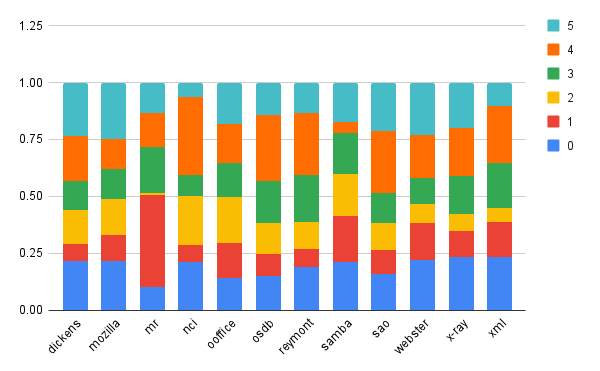 1.25
1.00
0.75
0.50
0.25
0.00
dickens
mozilla
mr
nci
ooffice
osdb
reymont
samba
sao
webster
x-ray
xml
5
4
3
2
1
0